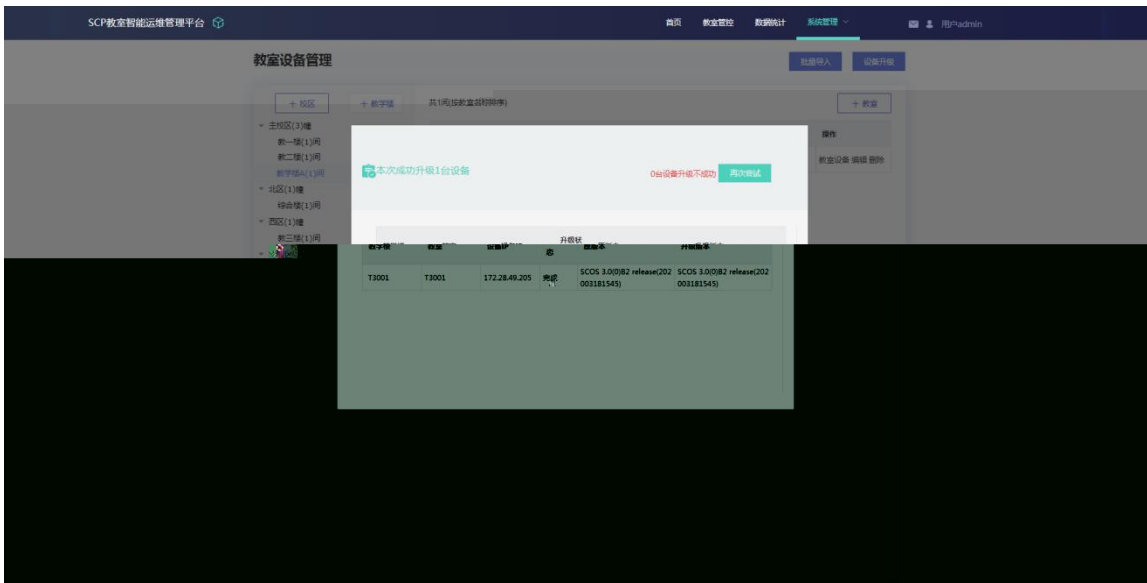 SCP教室智能运维管理平台 首页 教室管控 数据统计 系统管理 用户admin
教室设备管理 批量导入 设备升级
+ 校区 + 教学楼 共1间(按教室名称排序) + 教室
主校区(3)幢 操作
教一楼(1)间
教二楼(1)间 教室设备 编辑 删除
教学楼A(1)间 本次成功升级1台设备 0台设备升级不成功 再次尝试
北区(1)幢
综合楼(1)间
西区(1)幢
教三楼(1)间 升级状
态
T3001 T3001 172.28.49.205 完成 SCOS 3.0(0)B2 release(202 SCOS 3.0(0)B2 release(202
003181545) 003181545)